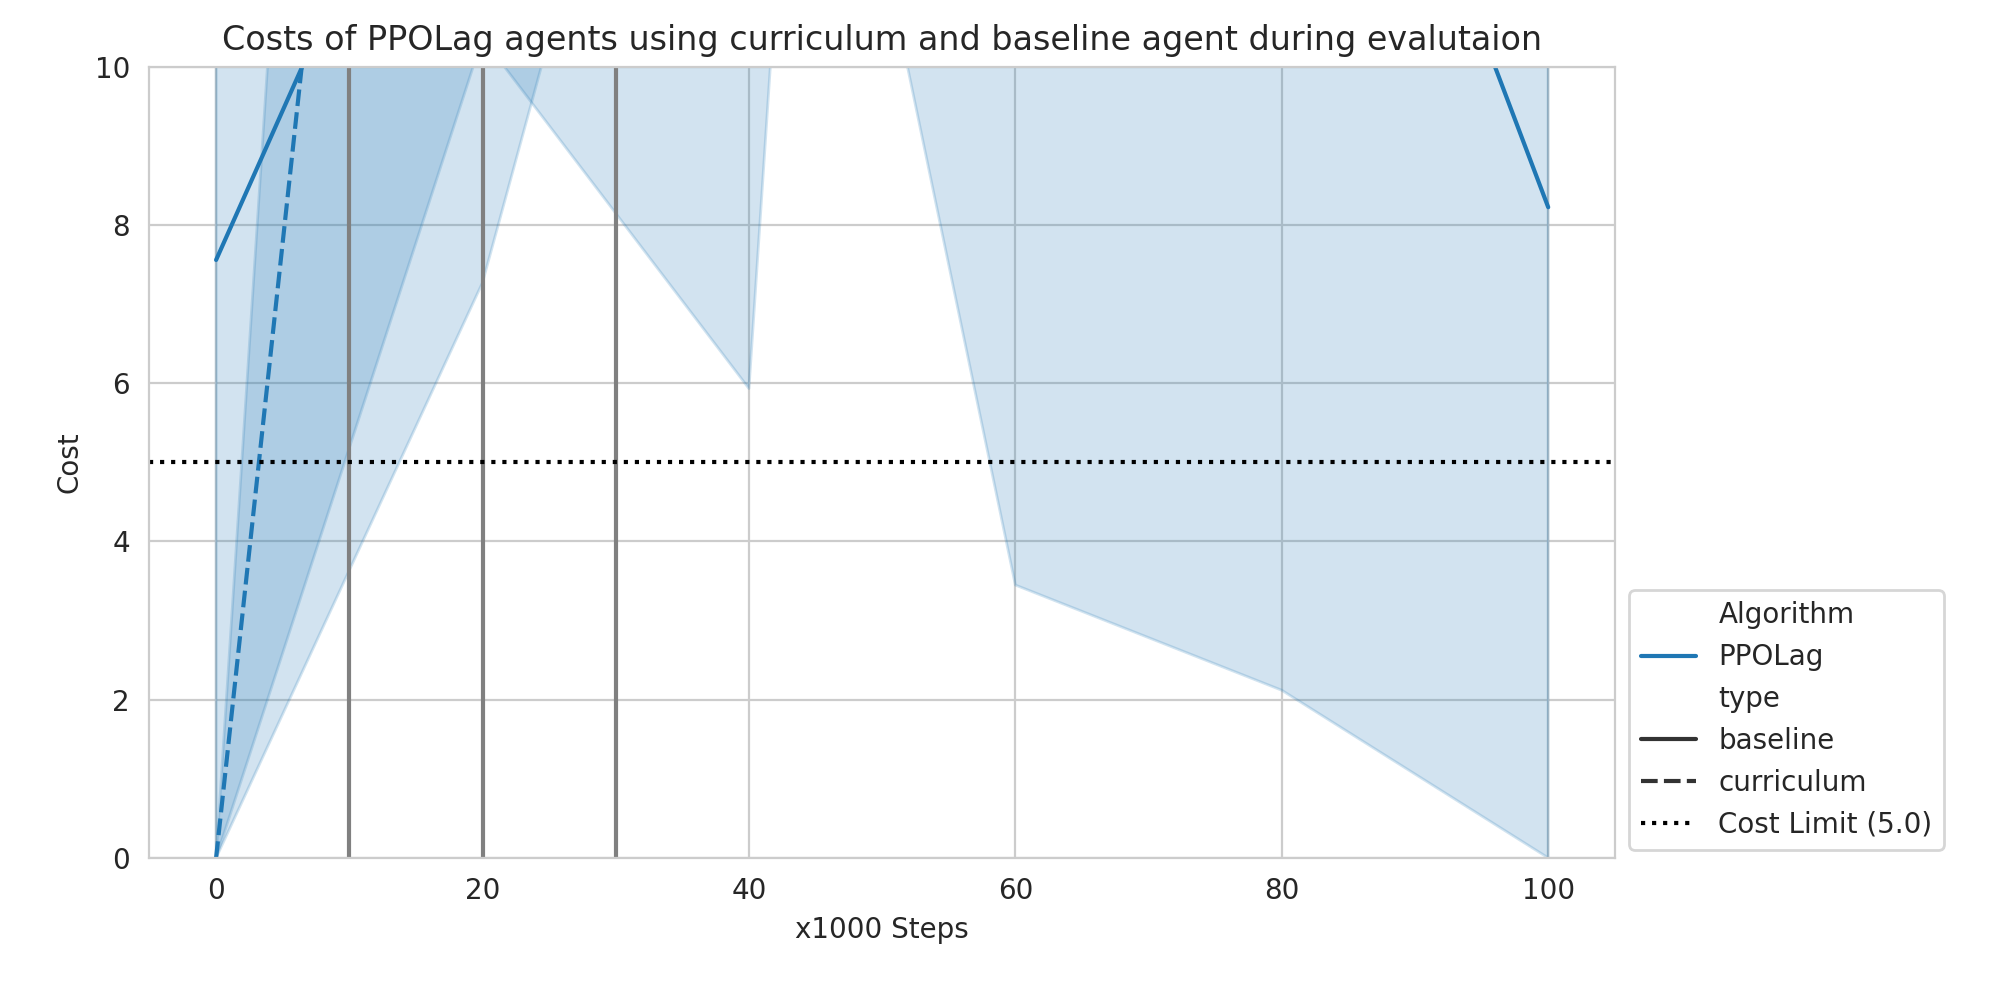 Costs of PPOLag agents using curriculum and baseline agent during evalutaion
10
8
6
4
2
0
Cost
0 20 40 60 80 100
x1000 Steps
Algorithm
PPOLag
type
baseline
curriculum
Cost Limit (5.0)